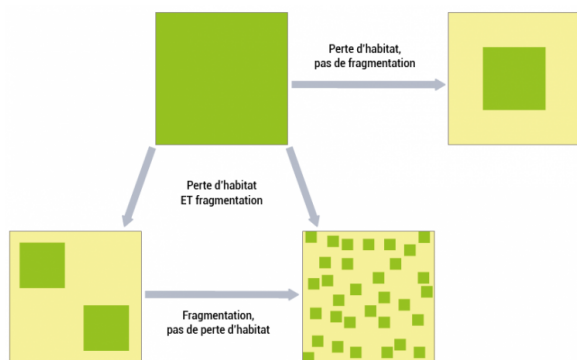 Perte d'habitat,
pas de fragmentation
Perte d'habitat
ET fragmentation
Fragmentation,
pas de perte d'habitat